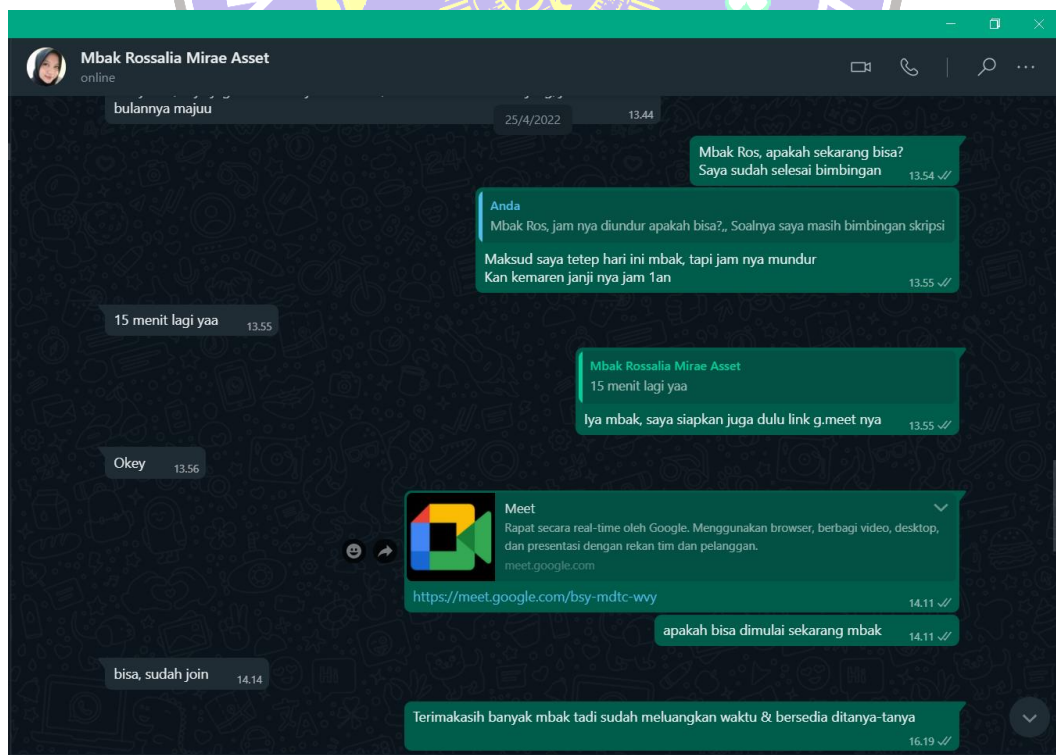 Mbak Rossalia Mirae Asset
online
bulannya majuu
13.44
25/4/2022
Mbak Ros, apakah sekarang bisa?
Saya sudah selesai bimbingan 13.54
Anda
Mbak Ros, jam nya diundur apakah bisa?,, Soalnya saya masih bimbingan skripsi
Maksud saya tetep hari ini mbak, tapi jam nya mundur
Kan kemaren janji nya jam 1an 13.55
15 menit lagi yaa 13.55
Mbak Rossalia Mirae Asset
15 menit lagi yaa
Iya mbak, saya siapkan juga dulu link g.meet nya 13.55
Okey 13.56
Meet
Rapat secara real-time oleh Google. Menggunakan browser, berbagi video, desktop,
dan presentasi dengan rekan tim dan pelanggan.
meet.google.com
https://meet.google.com/bsy-mdtc-wvy 14.11
apakah bisa dimulai sekarang mbak 14.11
bisa, sudah join 14.14
Terimakasih banyak mbak tadi sudah meluangkan waktu & bersedia ditanya-tanya
16.19